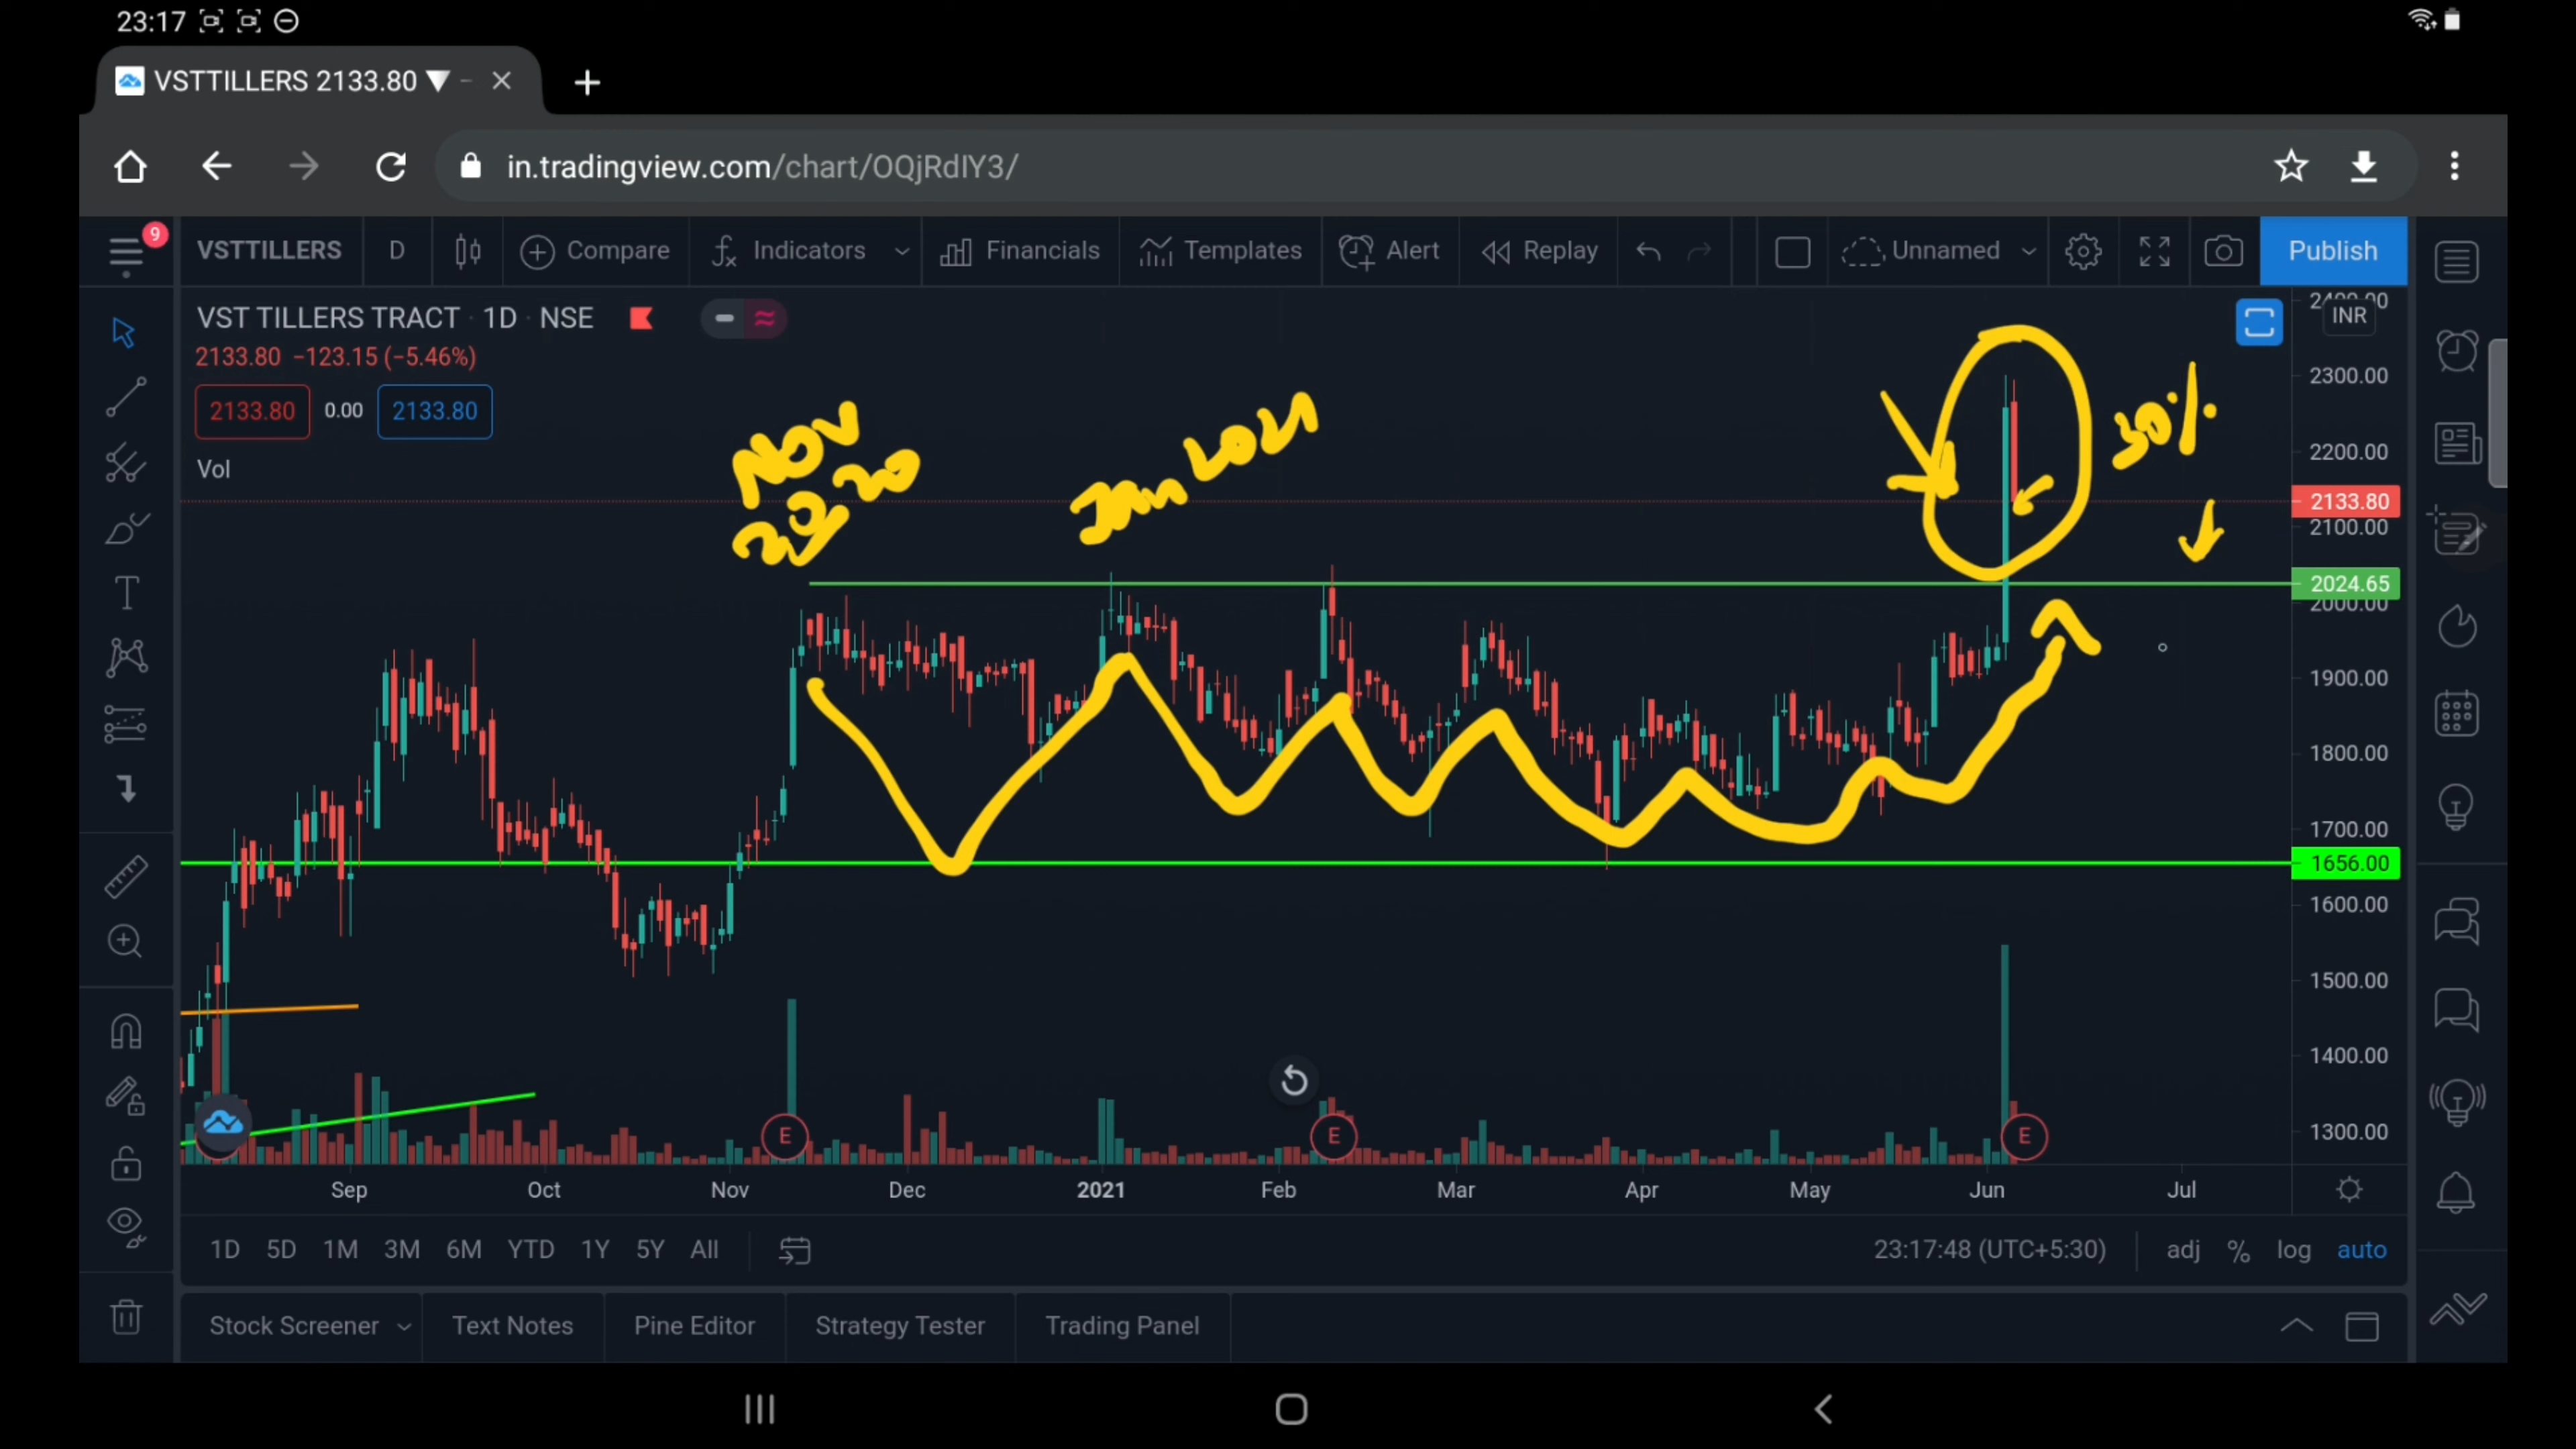 23:17
VSTTILLERS 2133.80 ▼ -
in.tradingview.com/chart/OQjRdIY3/
9
VSTTILLERS D Compare Indicators Financials Templates Alert Replay Unnamed Publish
VST TILLERS TRACT · 1D · NSE
2133.80 −123.15 (−5.46%)
2133.80 0.00 2133.80
Vol
Nov
2020
Jan 2021
30%
INR
2400.00
2300.00
2200.00
2133.80
2100.00
2024.65
2000.00
1900.00
1800.00
1700.00
1656.00
1600.00
1500.00
1400.00
1300.00
E E E
Sep Oct Nov Dec 2021 Feb Mar Apr May Jun Jul
1D 5D 1M 3M 6M YTD 1Y 5Y All 23:17:48 (UTC+5:30) adj % log auto
Stock Screener Text Notes Pine Editor Strategy Tester Trading Panel